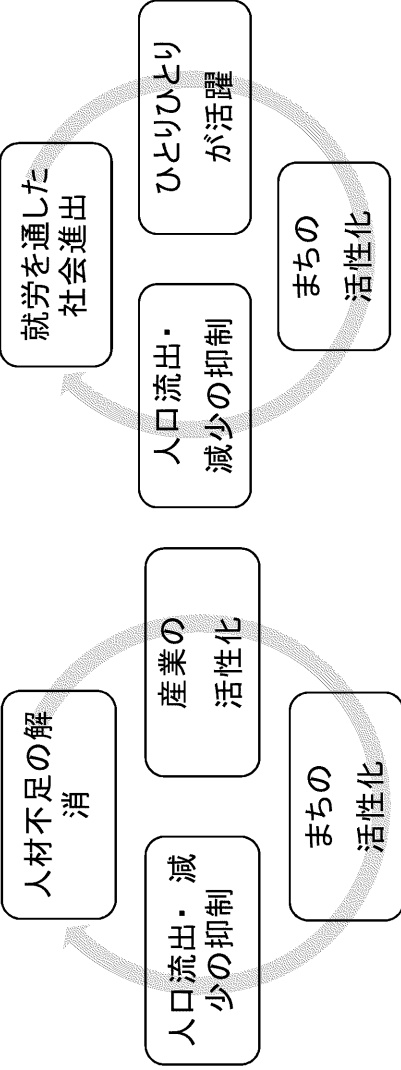 人材不足の解
消
産業の
活性化
まちの
活性化
人口流出・減
少の抑制
就労を通した
社会進出
ひとりひとり
が活躍
まちの
活性化
人口流出・
減少の抑制